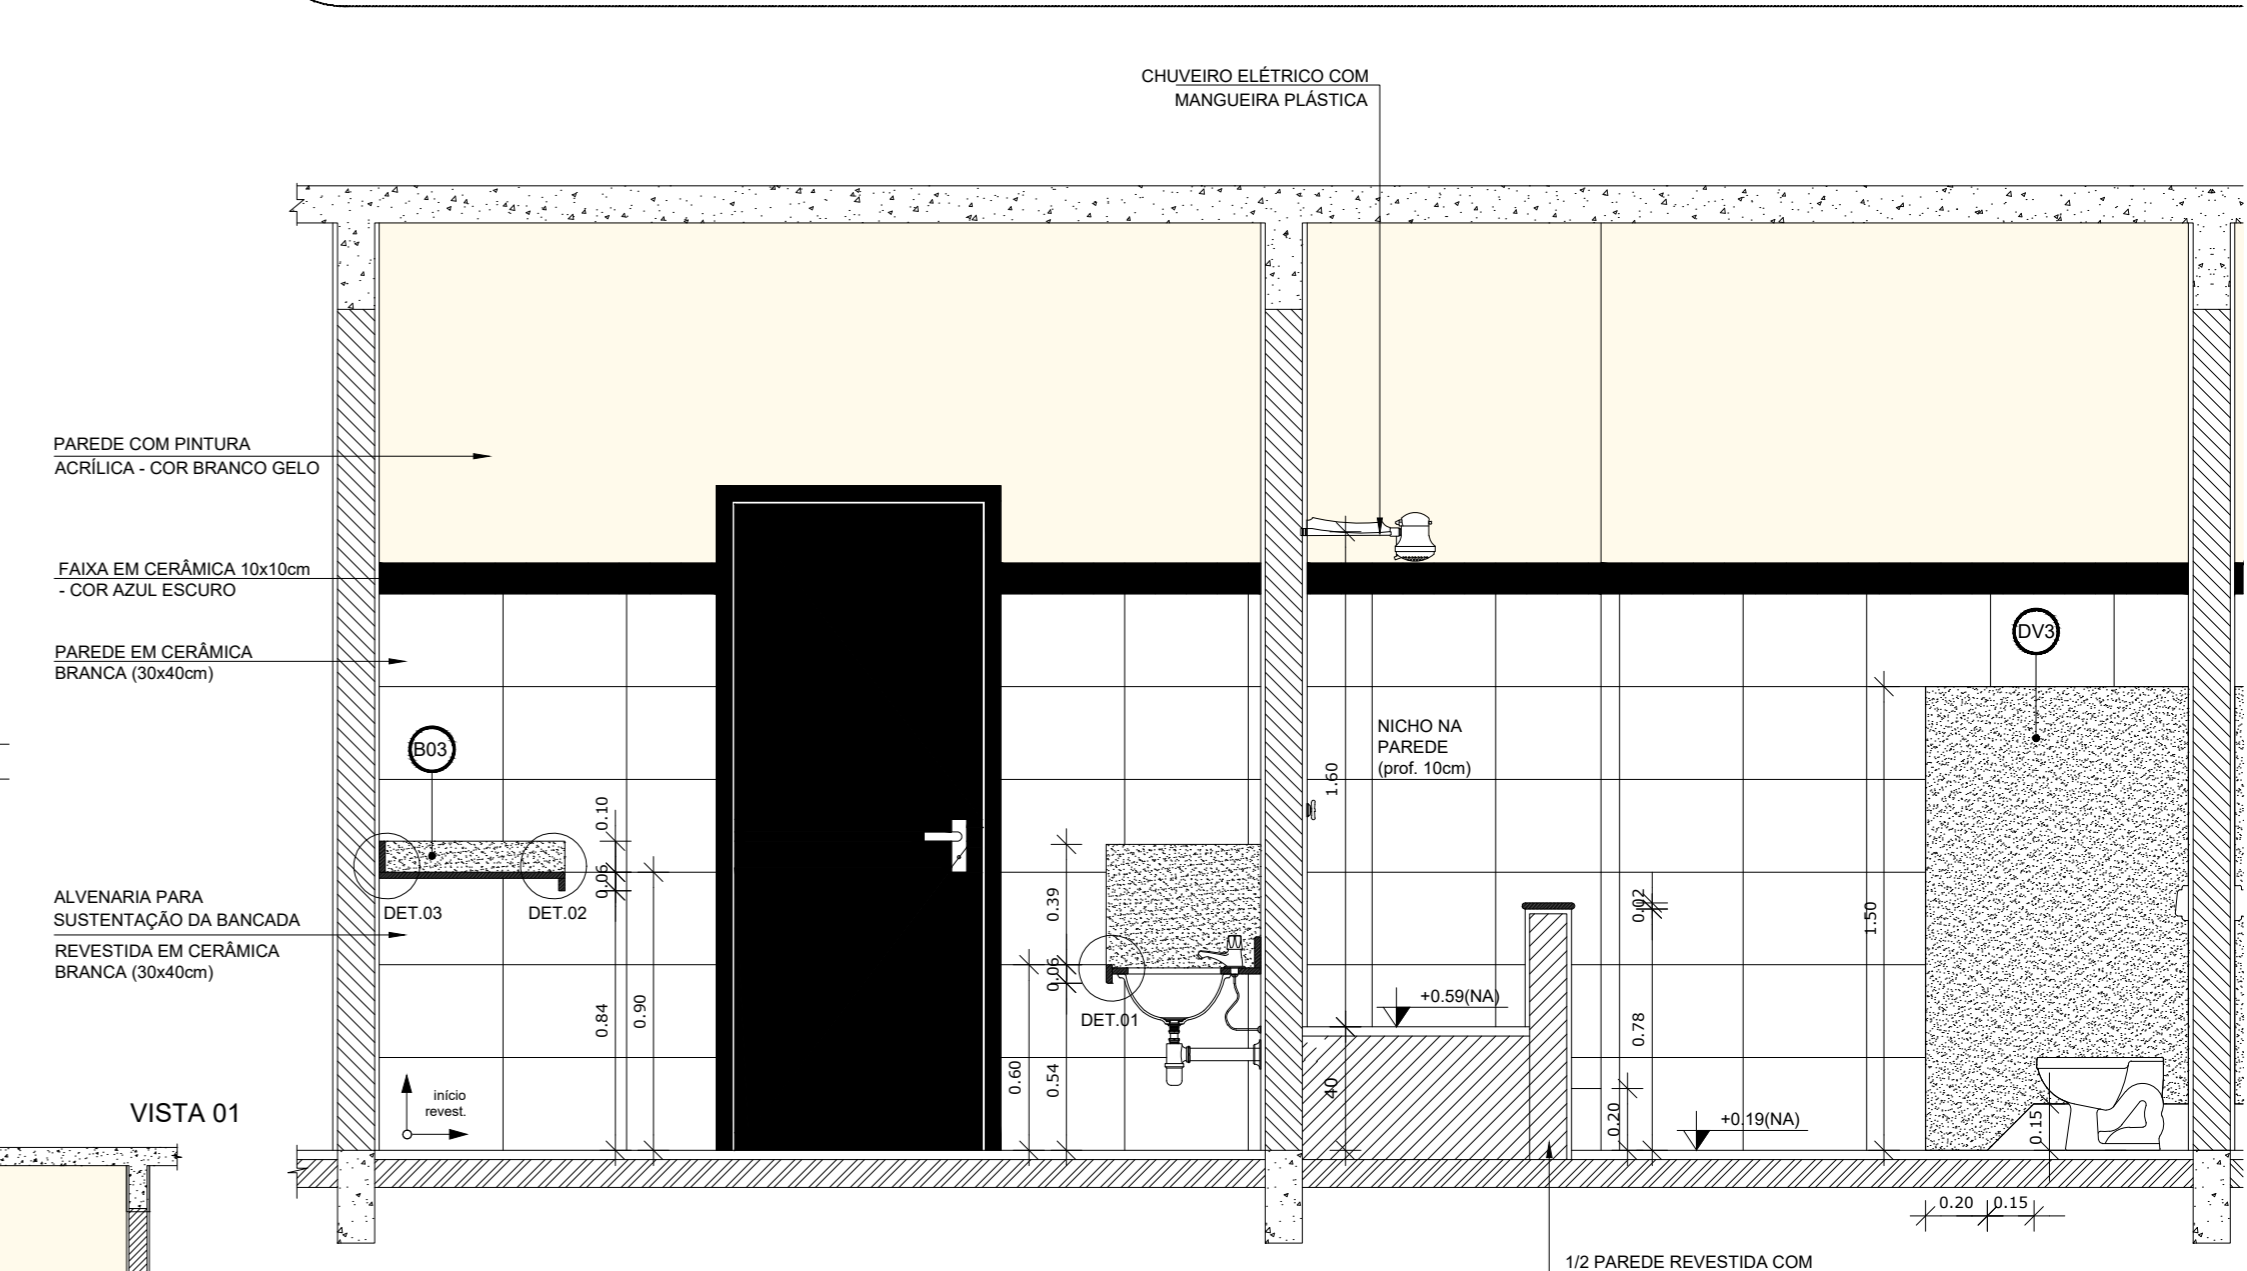 CHUVEIRO ELÉTRICO COM
MANGUEIRA PLÁSTICA
PAREDE COM PINTURA
ACRÍLICA - COR BRANCO GELO
FAIXA EM CERÂMICA 10x10cm
- COR AZUL ESCURO
PAREDE EM CERÂMICA
BRANCA (30x40cm)
ALVENARIA PARA
SUSTENTAÇÃO DA BANCADA
REVESTIDA EM CERÂMICA
BRANCA (30x40cm)
VISTA 01
B03
DET.03
DET.02
0.10
0.06
0.84
0.90
início
revest.
0.39
0.06
0.60
0.54
DET.01
1.60
40
NICHO NA
PAREDE
(prof. 10cm)
+0.59(NA)
0.02
0.78
0.20
+0.19(NA)
1.50
DV3
0.15
0.20
0.15
1/2 PAREDE REVESTIDA COM